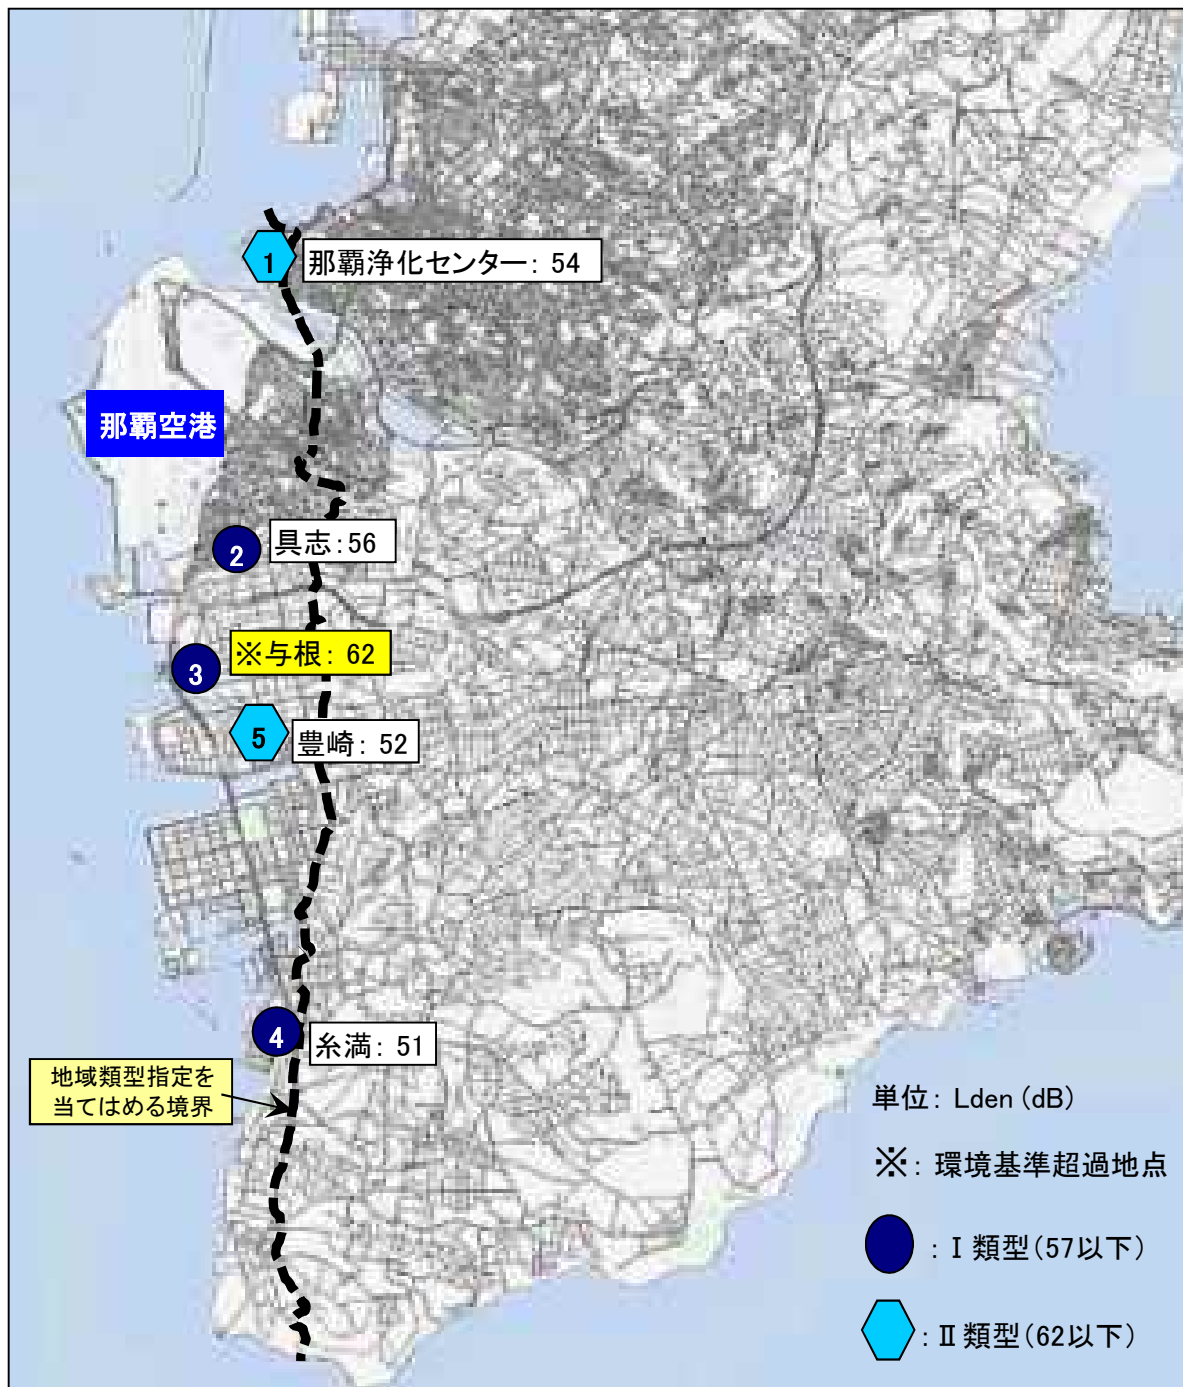 1
那覇浄化センター: 54
那覇空港
2
具志:56
※与根: 62
3
5
豊崎: 52
4
糸満: 51
地域類型指定を
当てはめる境界
単位: Lden (dB)
※: 環境基準超過地点
: Ⅰ類型(57以下)
: Ⅱ類型(62以下)